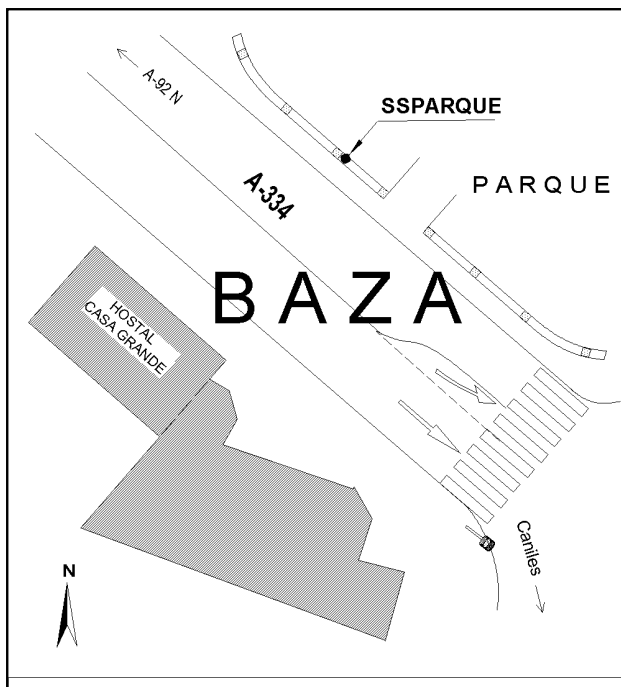 A-92 N
SSPARQUE
A-334
PARQUE
BAZA
HOSTAL
CASA GRANDE
Caniles
N